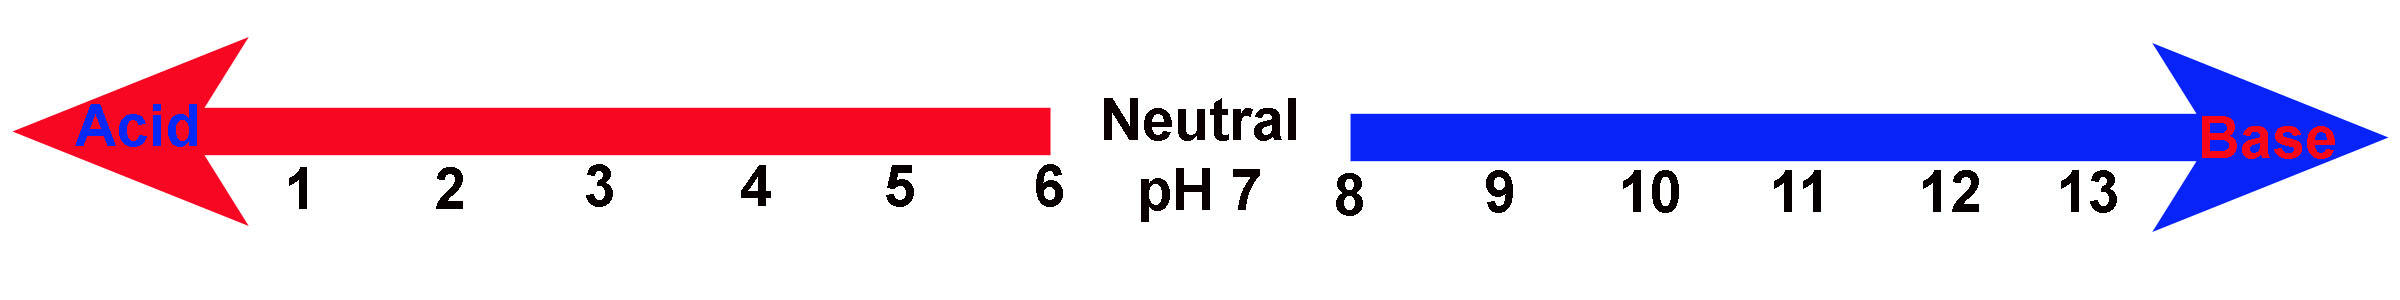 Acid Neutral Base
1 2 3 4 5 6 pH 7 8 9 10 11 12 13